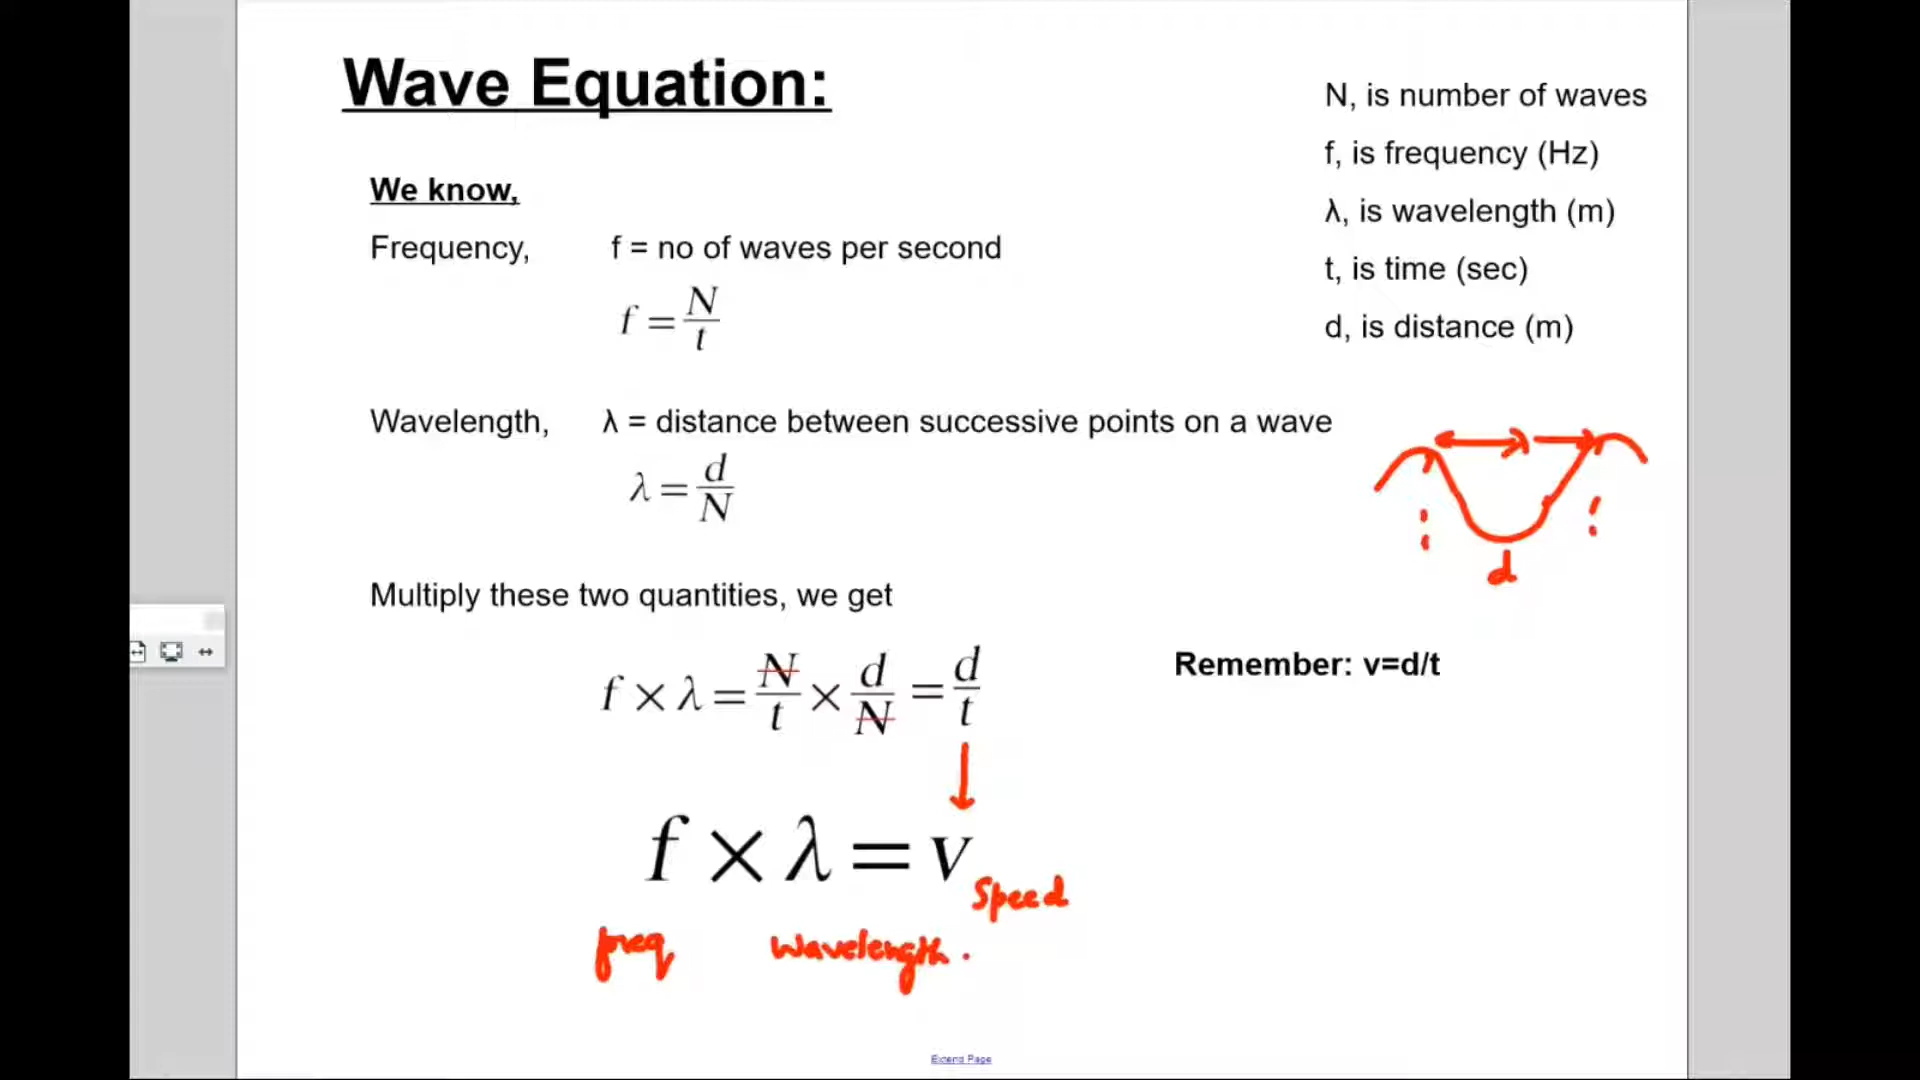 Wave Equation:
N, is number of waves
f, is frequency (Hz)
λ, is wavelength (m)
t, is time (sec)
d, is distance (m)
We know,
Frequency, f = no of waves per second
f = N/t
Wavelength, λ = distance between successive points on a wave
λ = d/N
d
Multiply these two quantities, we get
f × λ = N/t × d/N = d/t
Remember: v=d/t
f × λ = v
Speed
freq wavelength.
Extend Page